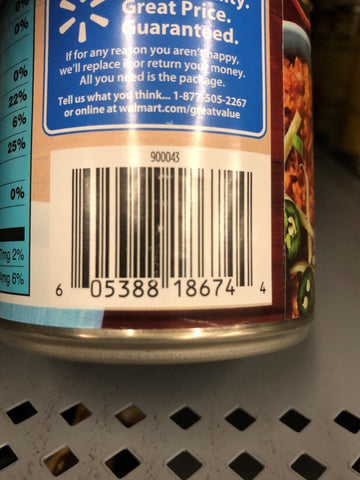 Great Price.
Guaranteed.
If for any reason you aren't happy,
we'll replace it or return your money.
All you need is the package.
Tell us what you think... 1-877-505-2267
or online at walmart.com/greatvalue
0%
0%
22%
6%
25%
0%
2%
6%
900043
6 05388 18674 4